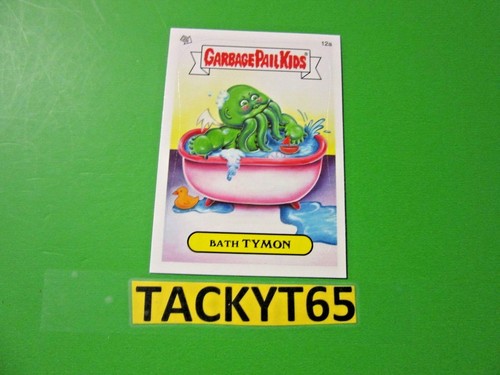 12a
GARBAGE PAIL KIDS
BATH TYMON
TACKYT65